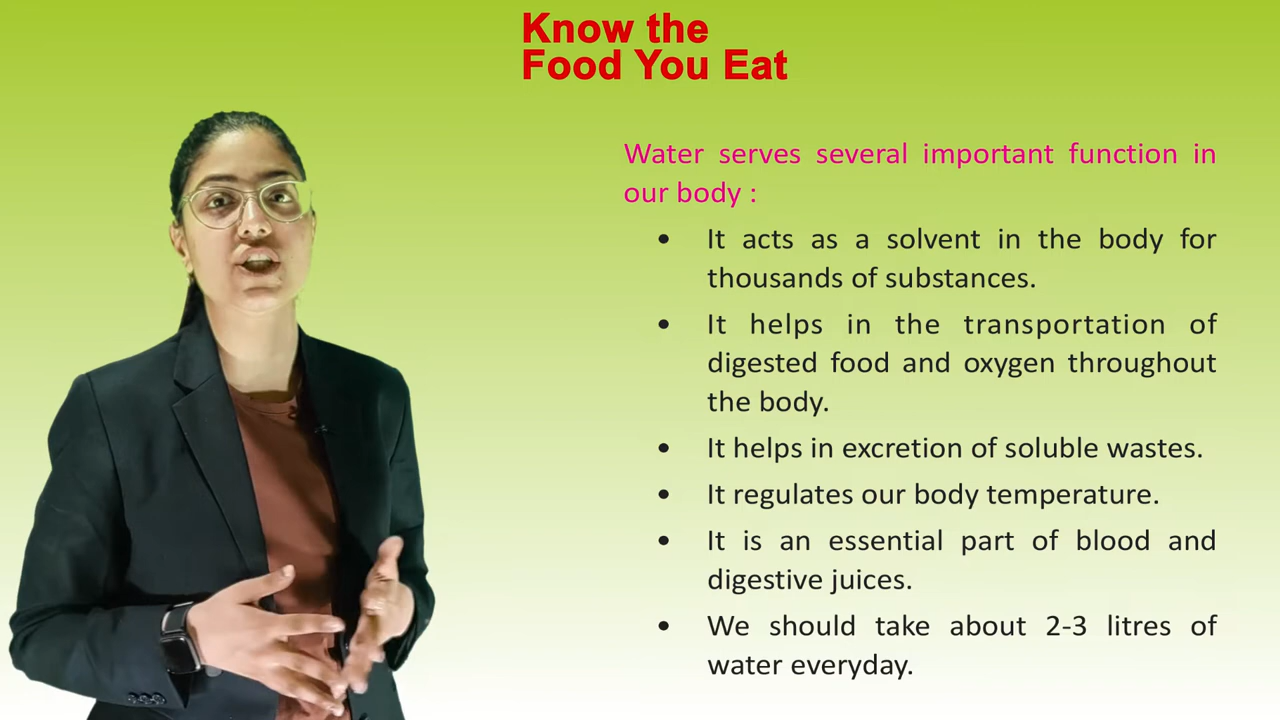 Know the
Food You Eat
Water serves several important function in
our body :
• It acts as a solvent in the body for
thousands of substances.
• It helps in the transportation of
digested food and oxygen throughout
the body.
• It helps in excretion of soluble wastes.
• It regulates our body temperature.
• It is an essential part of blood and
digestive juices.
• We should take about 2-3 litres of
water everyday.